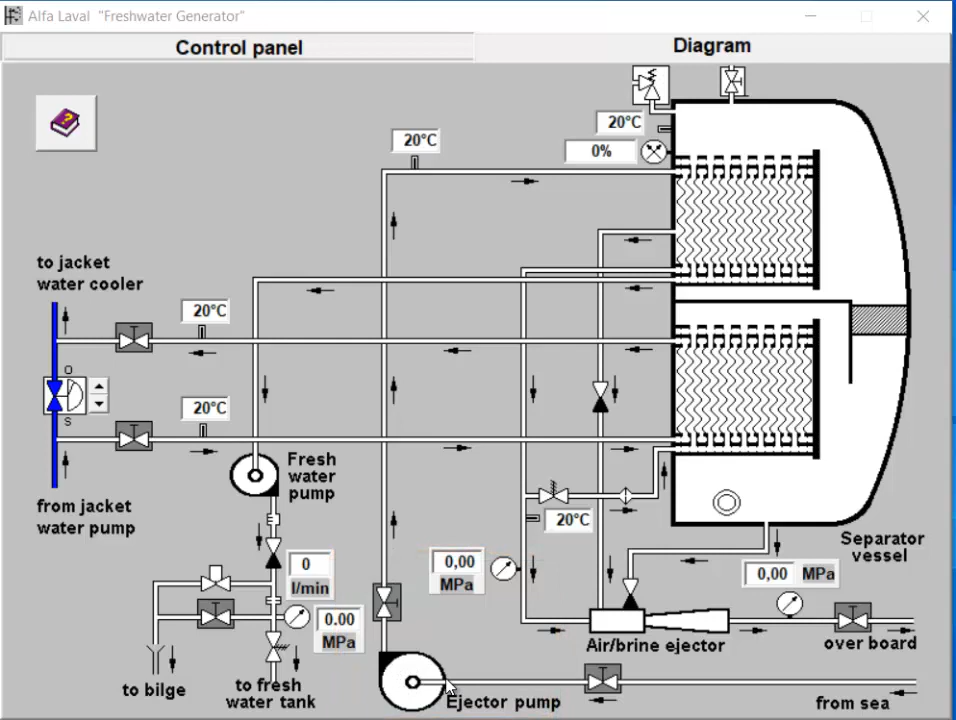 Alfa Laval "Freshwater Generator"
Control panel
Diagram
20°C
20°C
0%
to jacket
water cooler
20°C
O
S
20°C
from jacket
water pump
Fresh
water
pump
20°C
Separator
vessel
0
l/min
0,00
MPa
0,00 MPa
0.00
MPa
Air/brine ejector
over board
to bilge
to fresh
water tank
Ejector pump
from sea